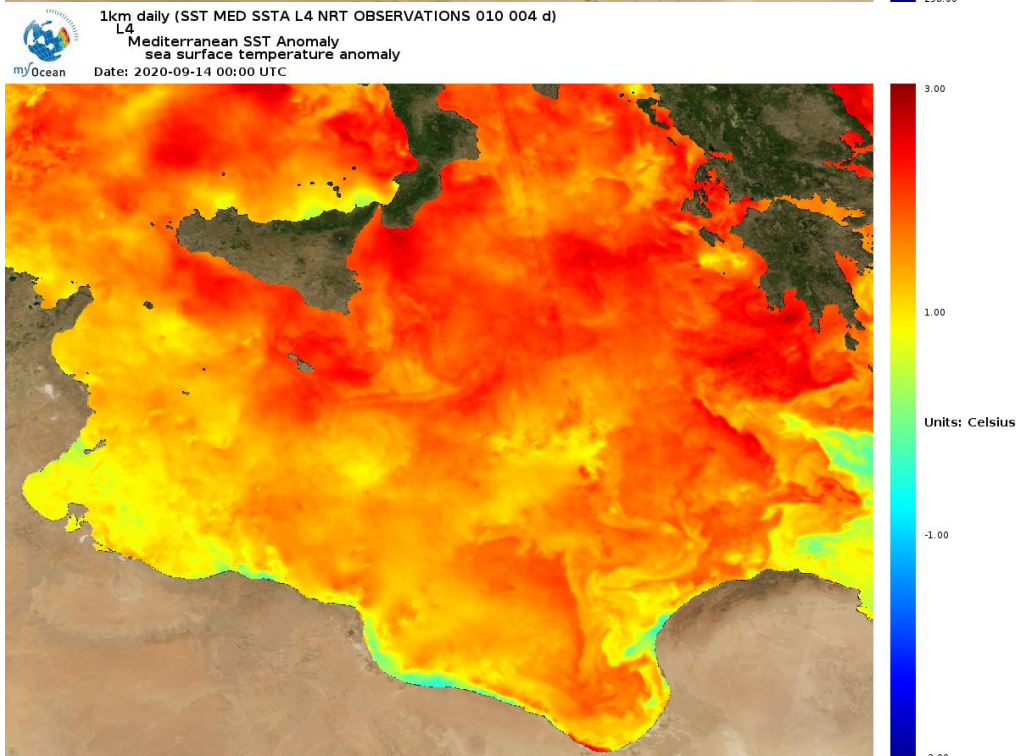 1km daily (SST MED SSTA L4 NRT OBSERVATIONS 010 004 d)
L4
Mediterranean SST Anomaly
sea surface temperature anomaly
myOcean
Date: 2020-09-14 00:00 UTC
3.00
1.00
Units: Celsius
-1.00